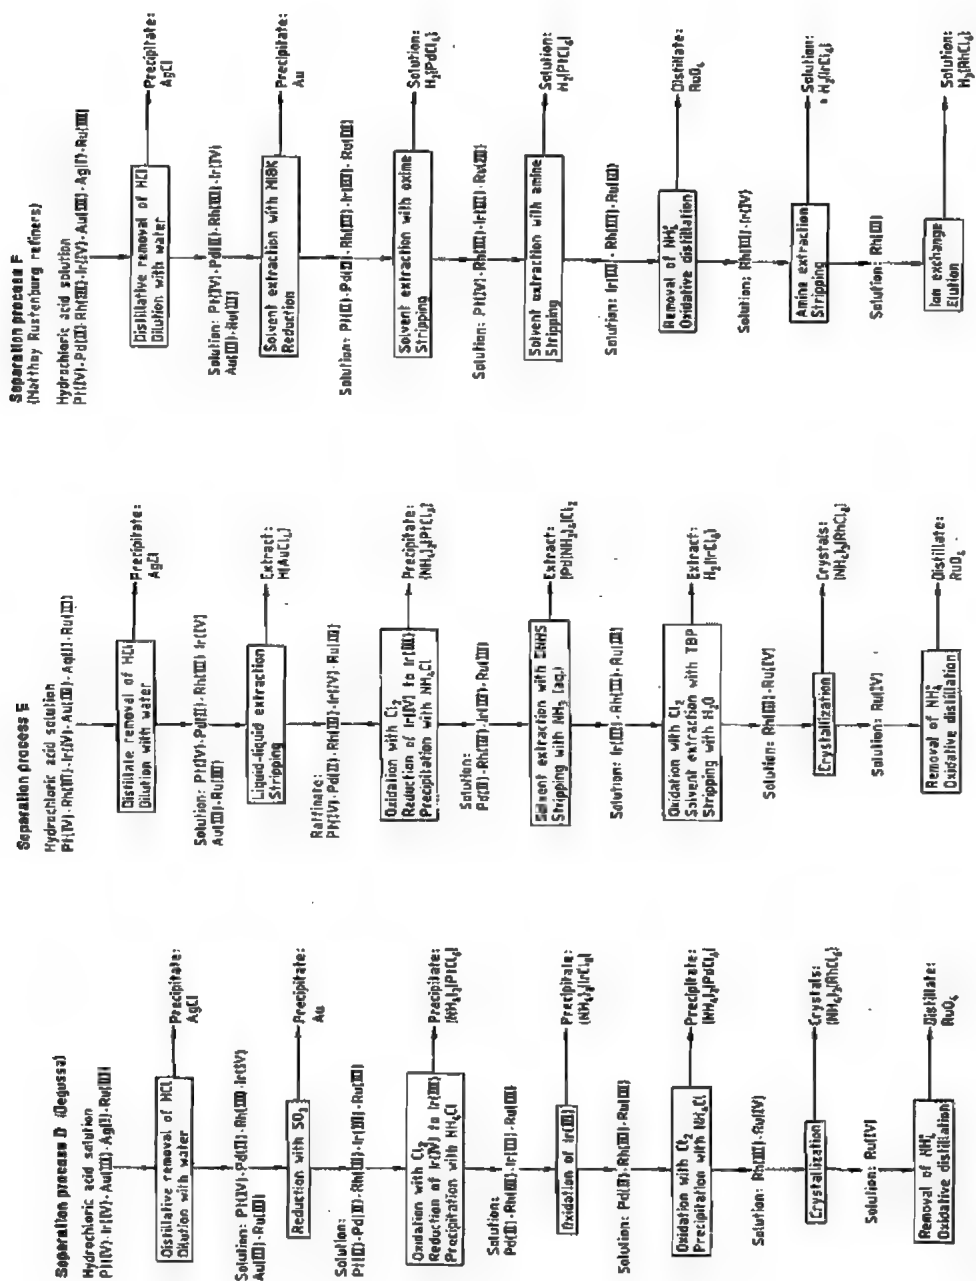 Separation process D (Degussa)
Hydrochloric acid solution
Pt(IV)·Ir(IV)·Au(III)·Ag(I)·Ru(III)
Distillative removal of HCl
Dilution with water
Precipitate:
AgCl
Solution: Pt(IV)·Pd(II)·Rh(III)·Ir(IV)
Au(III)·Ru(III)
Reduction with SO2
Precipitate:
Au
Solution:
Pt(II)·Pd(II)·Rh(III)·Ir(III)·Ru(III)
Oxidation with Cl2
Reduction of Ir(IV) to Ir(III)
Precipitation with NH4Cl
Precipitate:
(NH4)2[PtCl6]
Solution:
Pd(II)·Rh(III)·Ir(III)·Ru(III)
Oxidation of Ir(III)
Precipitate:
(NH4)2[IrCl6]
Solution: Pd(II)·Rh(III)·Ru(III)
Oxidation with Cl2
Precipitation with NH4Cl
Precipitate:
(NH4)2[PdCl6]
Solution: Rh(III)·Ru(IV)
Crystallization
Crystals:
(NH4)3[RhCl6]
Solution: Ru(IV)
Removal of NH4+
Oxidative distillation
Distillate:
RuO4
Separation process E
Hydrochloric acid solution
Pt(IV)·Rh(III)·Ir(IV)·Au(III)·Ag(I)·Ru(III)
Distillate removal of HCl
Dilution with water
Precipitate:
AgCl
Solution: Pt(IV)·Pd(II)·Rh(III) Ir(IV)
Au(III)·Ru(III)
Liquid-liquid extraction
Stripping
Extract:
H[AuCl4]
Raffinate:
Pt(IV)·Pd(II)·Rh(III)·Ir(IV)·Ru(III)
Oxidation with Cl2
Reduction of Ir(IV) to Ir(III)
Precipitation with NH4Cl
Precipitate:
(NH4)2[PtCl6]
Solution:
Pd(II)·Rh(III)·Ir(III)·Ru(III)
Solvent extraction with DNHS
Stripping with NH3 (aq.)
Extract:
[Pd(NH3)4]Cl2
Solution: Ir(III)·Rh(III)·Ru(III)
Oxidation with Cl2
Solvent extraction with TBP
Stripping with H2O
Extract:
H2[IrCl6]
Solution: Rh(III)·Ru(IV)
Crystallization
Crystals:
(NH4)3[RhCl6]
Solution: Ru(IV)
Removal of NH4+
Oxidative distillation
Distillate:
RuO4
Separation process F
(Matthey Rustenburg refiners)
Hydrochloric acid solution
Pt(IV)·Pd(II)·Rh(III)·Ir(IV)·Au(III)·Ag(I)·Ru(III)
Distillative removal of HCl
Dilution with water
Precipitate:
AgCl
Solution: Pt(IV)·Pd(II)·Rh(III)·Ir(IV)
Au(III)·Ru(III)
Solvent extraction with MIBK
Reduction
Precipitate:
Au
Solution: Pt(II)·Pd(II)·Rh(III)·Ir(III)·Ru(III)
Solvent extraction with oxime
Stripping
Solution:
H2[PdCl4]
Solution: Pt(IV)·Rh(III)·Ir(III)·Ru(III)
Solvent extraction with amine
Stripping
Solution:
H2[PtCl6]
Solution: Ir(III)·Rh(III)·Ru(III)
Removal of NH4+
Oxidative distillation
Distillate:
RuO4
Solution: Rh(III)·Ir(IV)
Amine extraction
Stripping
Solution:
H2[IrCl6]
Solution: Rh(III)
Ion exchange
Elution
Solution:
H3[RhCl6]